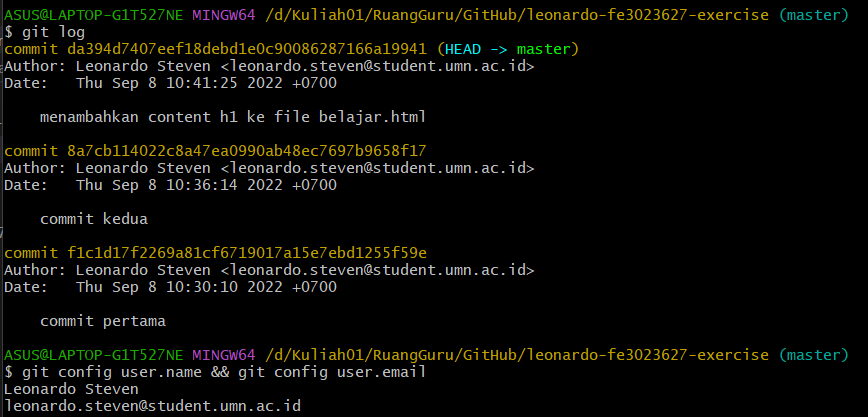 ASUS@LAPTOP-G1T527NE MINGW64 /d/Kuliah01/RuangGuru/GitHub/leonardo-fe3023627-exercise (master)
$ git log
commit da394d7407eef18debd1e0c90086287166a19941 (HEAD -> master)
Author: Leonardo Steven <leonardo.steven@student.umn.ac.id>
Date:   Thu Sep 8 10:41:25 2022 +0700
    menambahkan content h1 ke file belajar.html
commit 8a7cb114022c8a47ea0990ab48ec7697b9658f17
Author: Leonardo Steven <leonardo.steven@student.umn.ac.id>
Date:   Thu Sep 8 10:36:14 2022 +0700
    commit kedua
commit f1c1d17f2269a81cf6719017a15e7ebd1255f59e
Author: Leonardo Steven <leonardo.steven@student.umn.ac.id>
Date:   Thu Sep 8 10:30:10 2022 +0700
    commit pertama
ASUS@LAPTOP-G1T527NE MINGW64 /d/Kuliah01/RuangGuru/GitHub/leonardo-fe3023627-exercise (master)
$ git config user.name && git config user.email
Leonardo Steven
leonardo.steven@student.umn.ac.id